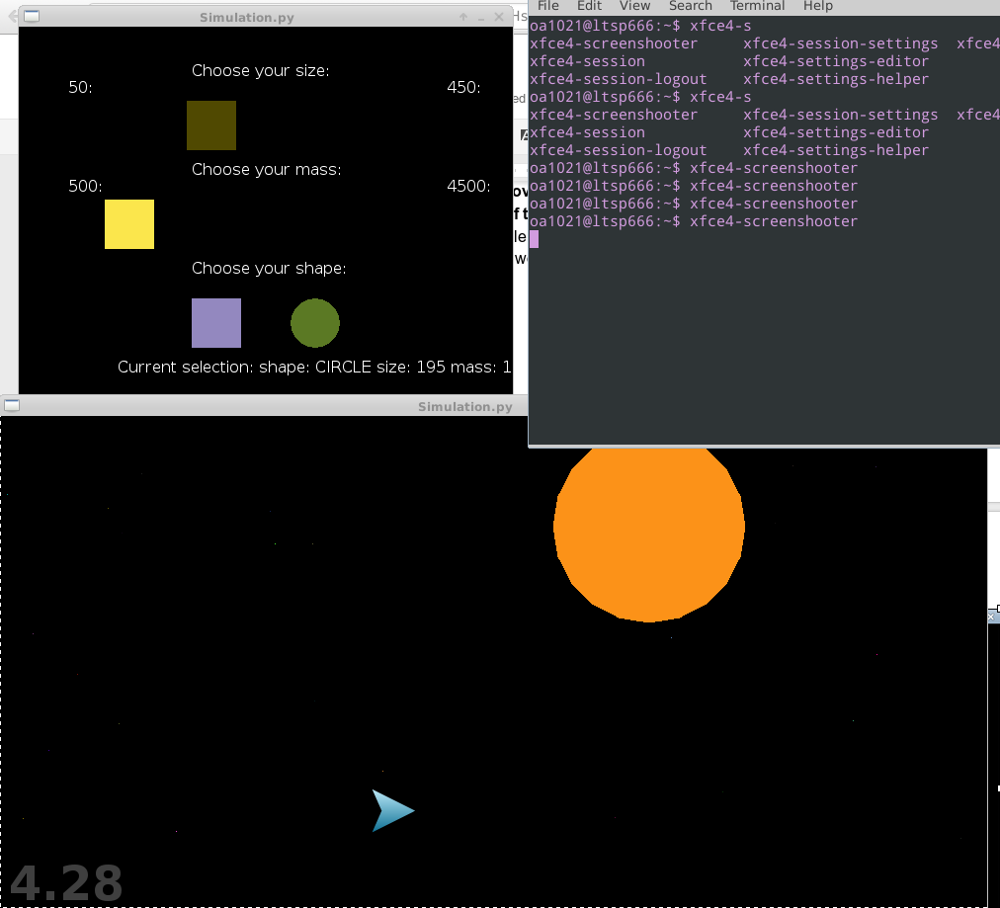 Simulation.py
Choose your size:
50:
450:
Choose your mass:
500:
4500:
Choose your shape:
Current selection: shape: CIRCLE size: 195 mass: 1
File Edit View Search Terminal Help
oa1021@ltsp666:~$ xfce4-s
xfce4-screenshooter xfce4-session-settings xfce4
xfce4-session xfce4-settings-editor
xfce4-session-logout xfce4-settings-helper
oa1021@ltsp666:~$ xfce4-s
xfce4-screenshooter xfce4-session-settings xfce4
xfce4-session xfce4-settings-editor
xfce4-session-logout xfce4-settings-helper
oa1021@ltsp666:~$ xfce4-screenshooter
oa1021@ltsp666:~$ xfce4-screenshooter
oa1021@ltsp666:~$ xfce4-screenshooter
oa1021@ltsp666:~$ xfce4-screenshooter
Simulation.py
4.28